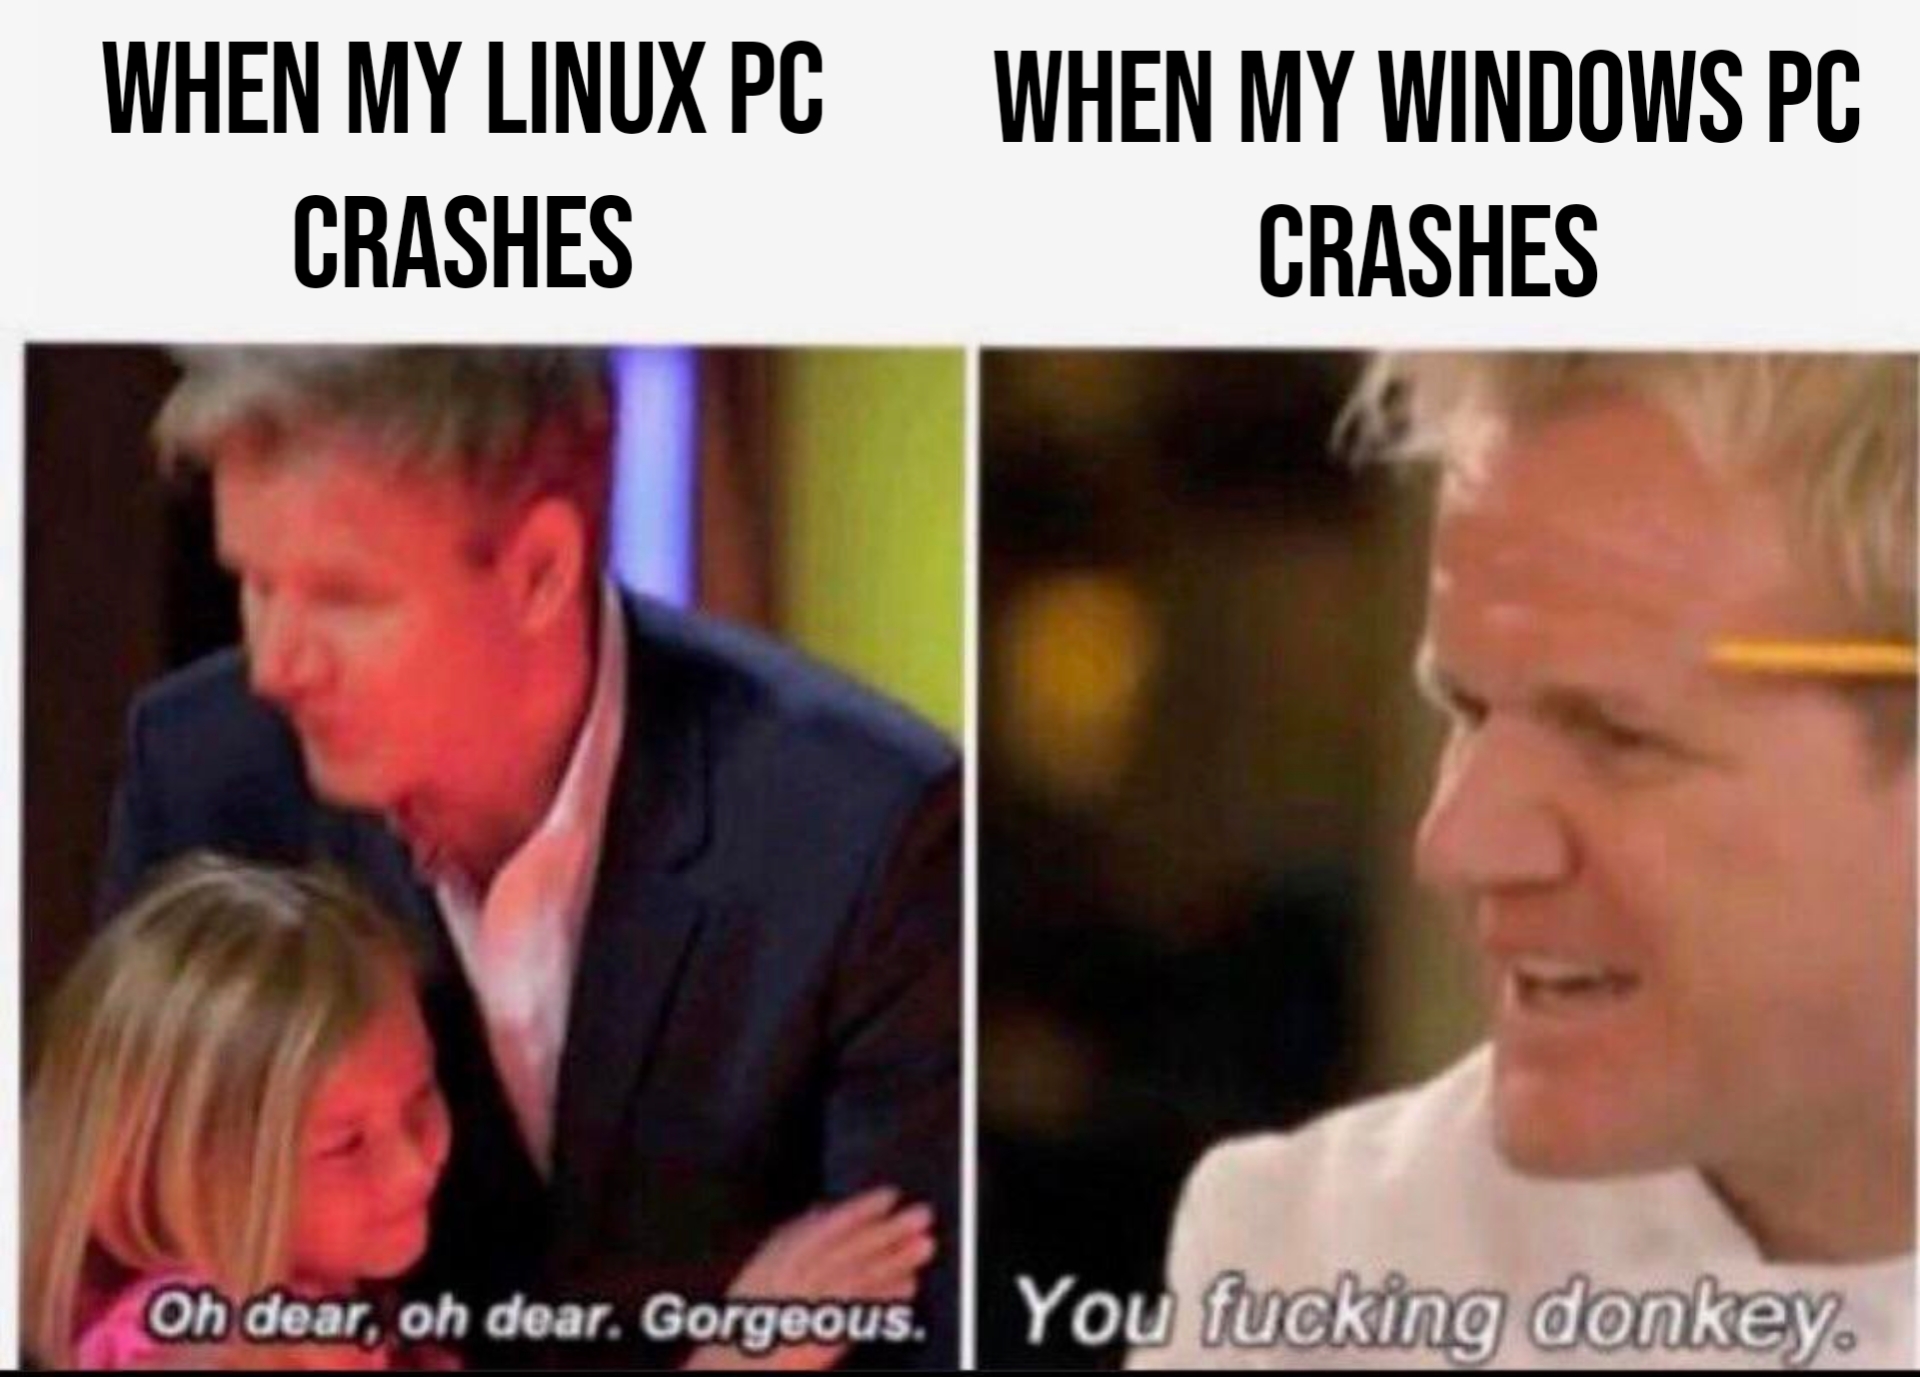 WHEN MY LINUX PC
CRASHES
WHEN MY WINDOWS PC
CRASHES
Oh dear, oh dear. Gorgeous.
You fucking donkey.